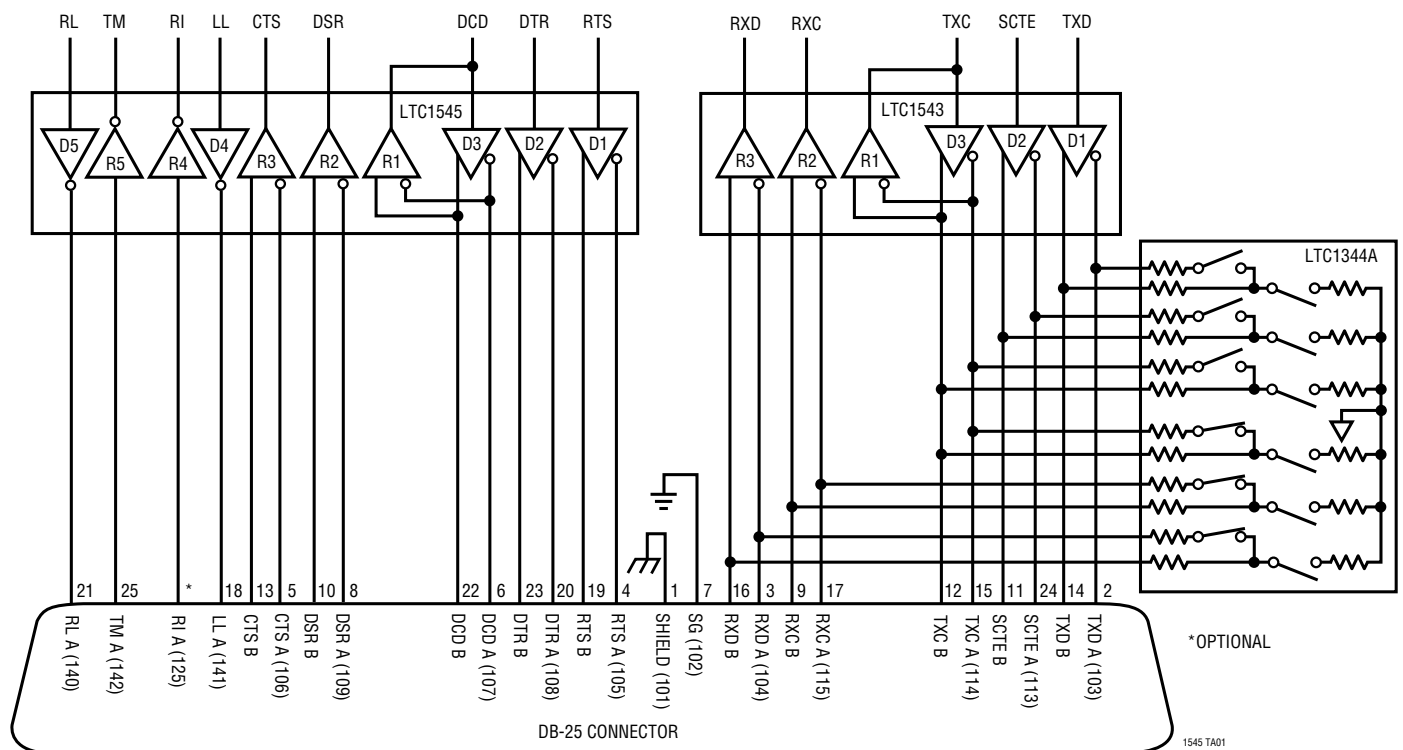 RL TM RI LL CTS DSR DCD DTR RTS RXD RXC TXC SCTE TXD
LTC1545 LTC1543
D5 R5 R4 D4 R3 R2 R1 D3 D2 D1 R3 R2 R1 D3 D2 D1
LTC1344A
21 25 * 18 13 5 10 8 22 6 23 20 19 4 1 7 16 3 9 17 12 15 11 24 14 2
RL A (140)
TM A (142)
RI A (125)
LL A (141)
CTS B
CTS A (106)
DSR B
DSR A (109)
DCD B
DCD A (107)
DTR B
DTR A (108)
RTS B
RTS A (105)
SHIELD (101)
SG (102)
RXD B
RXD A (104)
RXC B
RXC A (115)
TXC B
TXC A (114)
SCTE B
SCTE A (113)
TXD B
TXD A (103)
*OPTIONAL
DB-25 CONNECTOR
1545 TA01